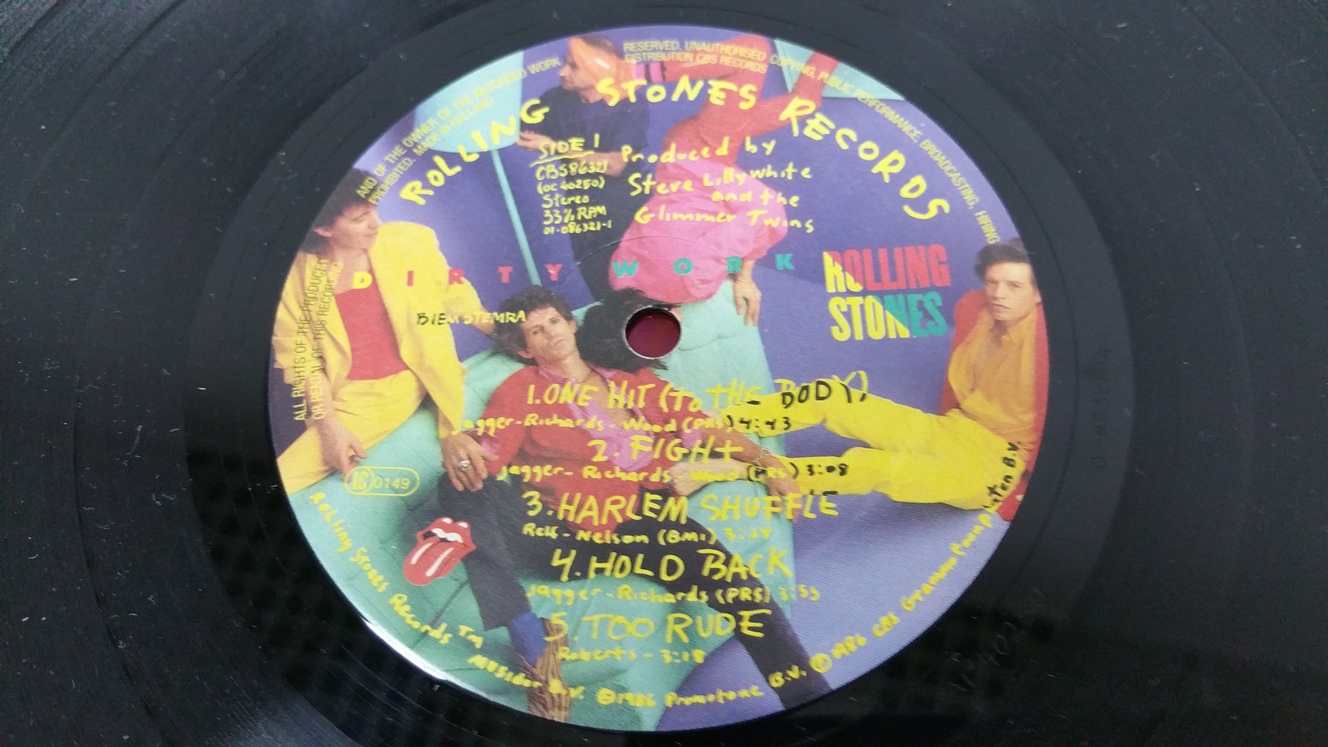 ALL RIGHTS OF THE PRODUCER
AND OF THE OWNER OF THE RECORDED WORK
RESERVED. UNAUTHORISED COPYING, PUBLIC PERFORMANCE, BROADCASTING, HIRING
OR RENTAL OF THIS RECORDING
PROHIBITED. MADE IN HOLLAND
DISTRIBUTION CBS RECORDS
ROLLING STONES RECORDS
SIDE 1
CBS 86321
(OC 40250)
Stereo
33⅓ RPM
01-086321-1
Produced by
Steve Lillywhite
and the
Glimmer Twins
DIRTY WORK
ROLLING
STONES
BIEM STEMRA
1. ONE HIT (to the BODY)
Jagger-Richards-Wood (PRS) 4:43
2. FIGHt
Jagger-Richards-Wood (PRS) 3:08
3. HARLEM SHUFFLE
Relf-Nelson (BMI) 3:23
4. HOLD BACK
Jagger-Richards (PRS) 3:53
5. TOO RUDE
Roberts - 3:18
LC 0149
Rolling Stones Records TM Musidor B.V. ©1986 Promotone B.V. ℗1986 CBS Grammofoonplaten B.V.